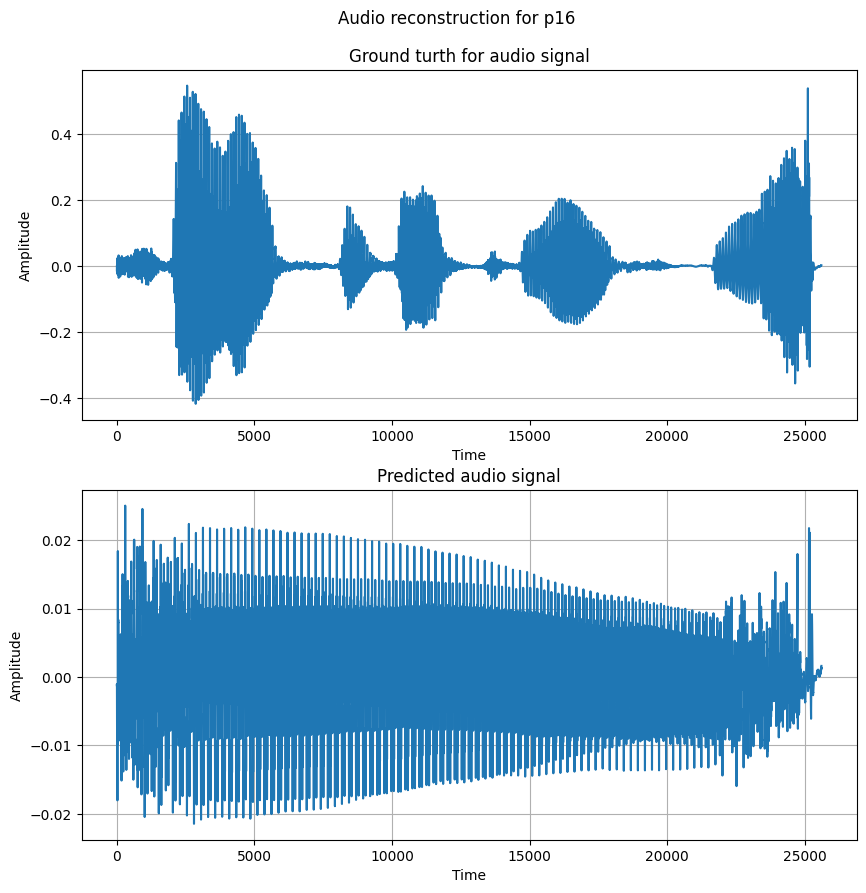 Audio reconstruction for p16
Ground turth for audio signal
Amplitude
0.4
0.2
0.0
−0.2
−0.4
0 5000 10000 15000 20000 25000
Time
Predicted audio signal
Amplitude
0.02
0.01
0.00
−0.01
−0.02
0 5000 10000 15000 20000 25000
Time